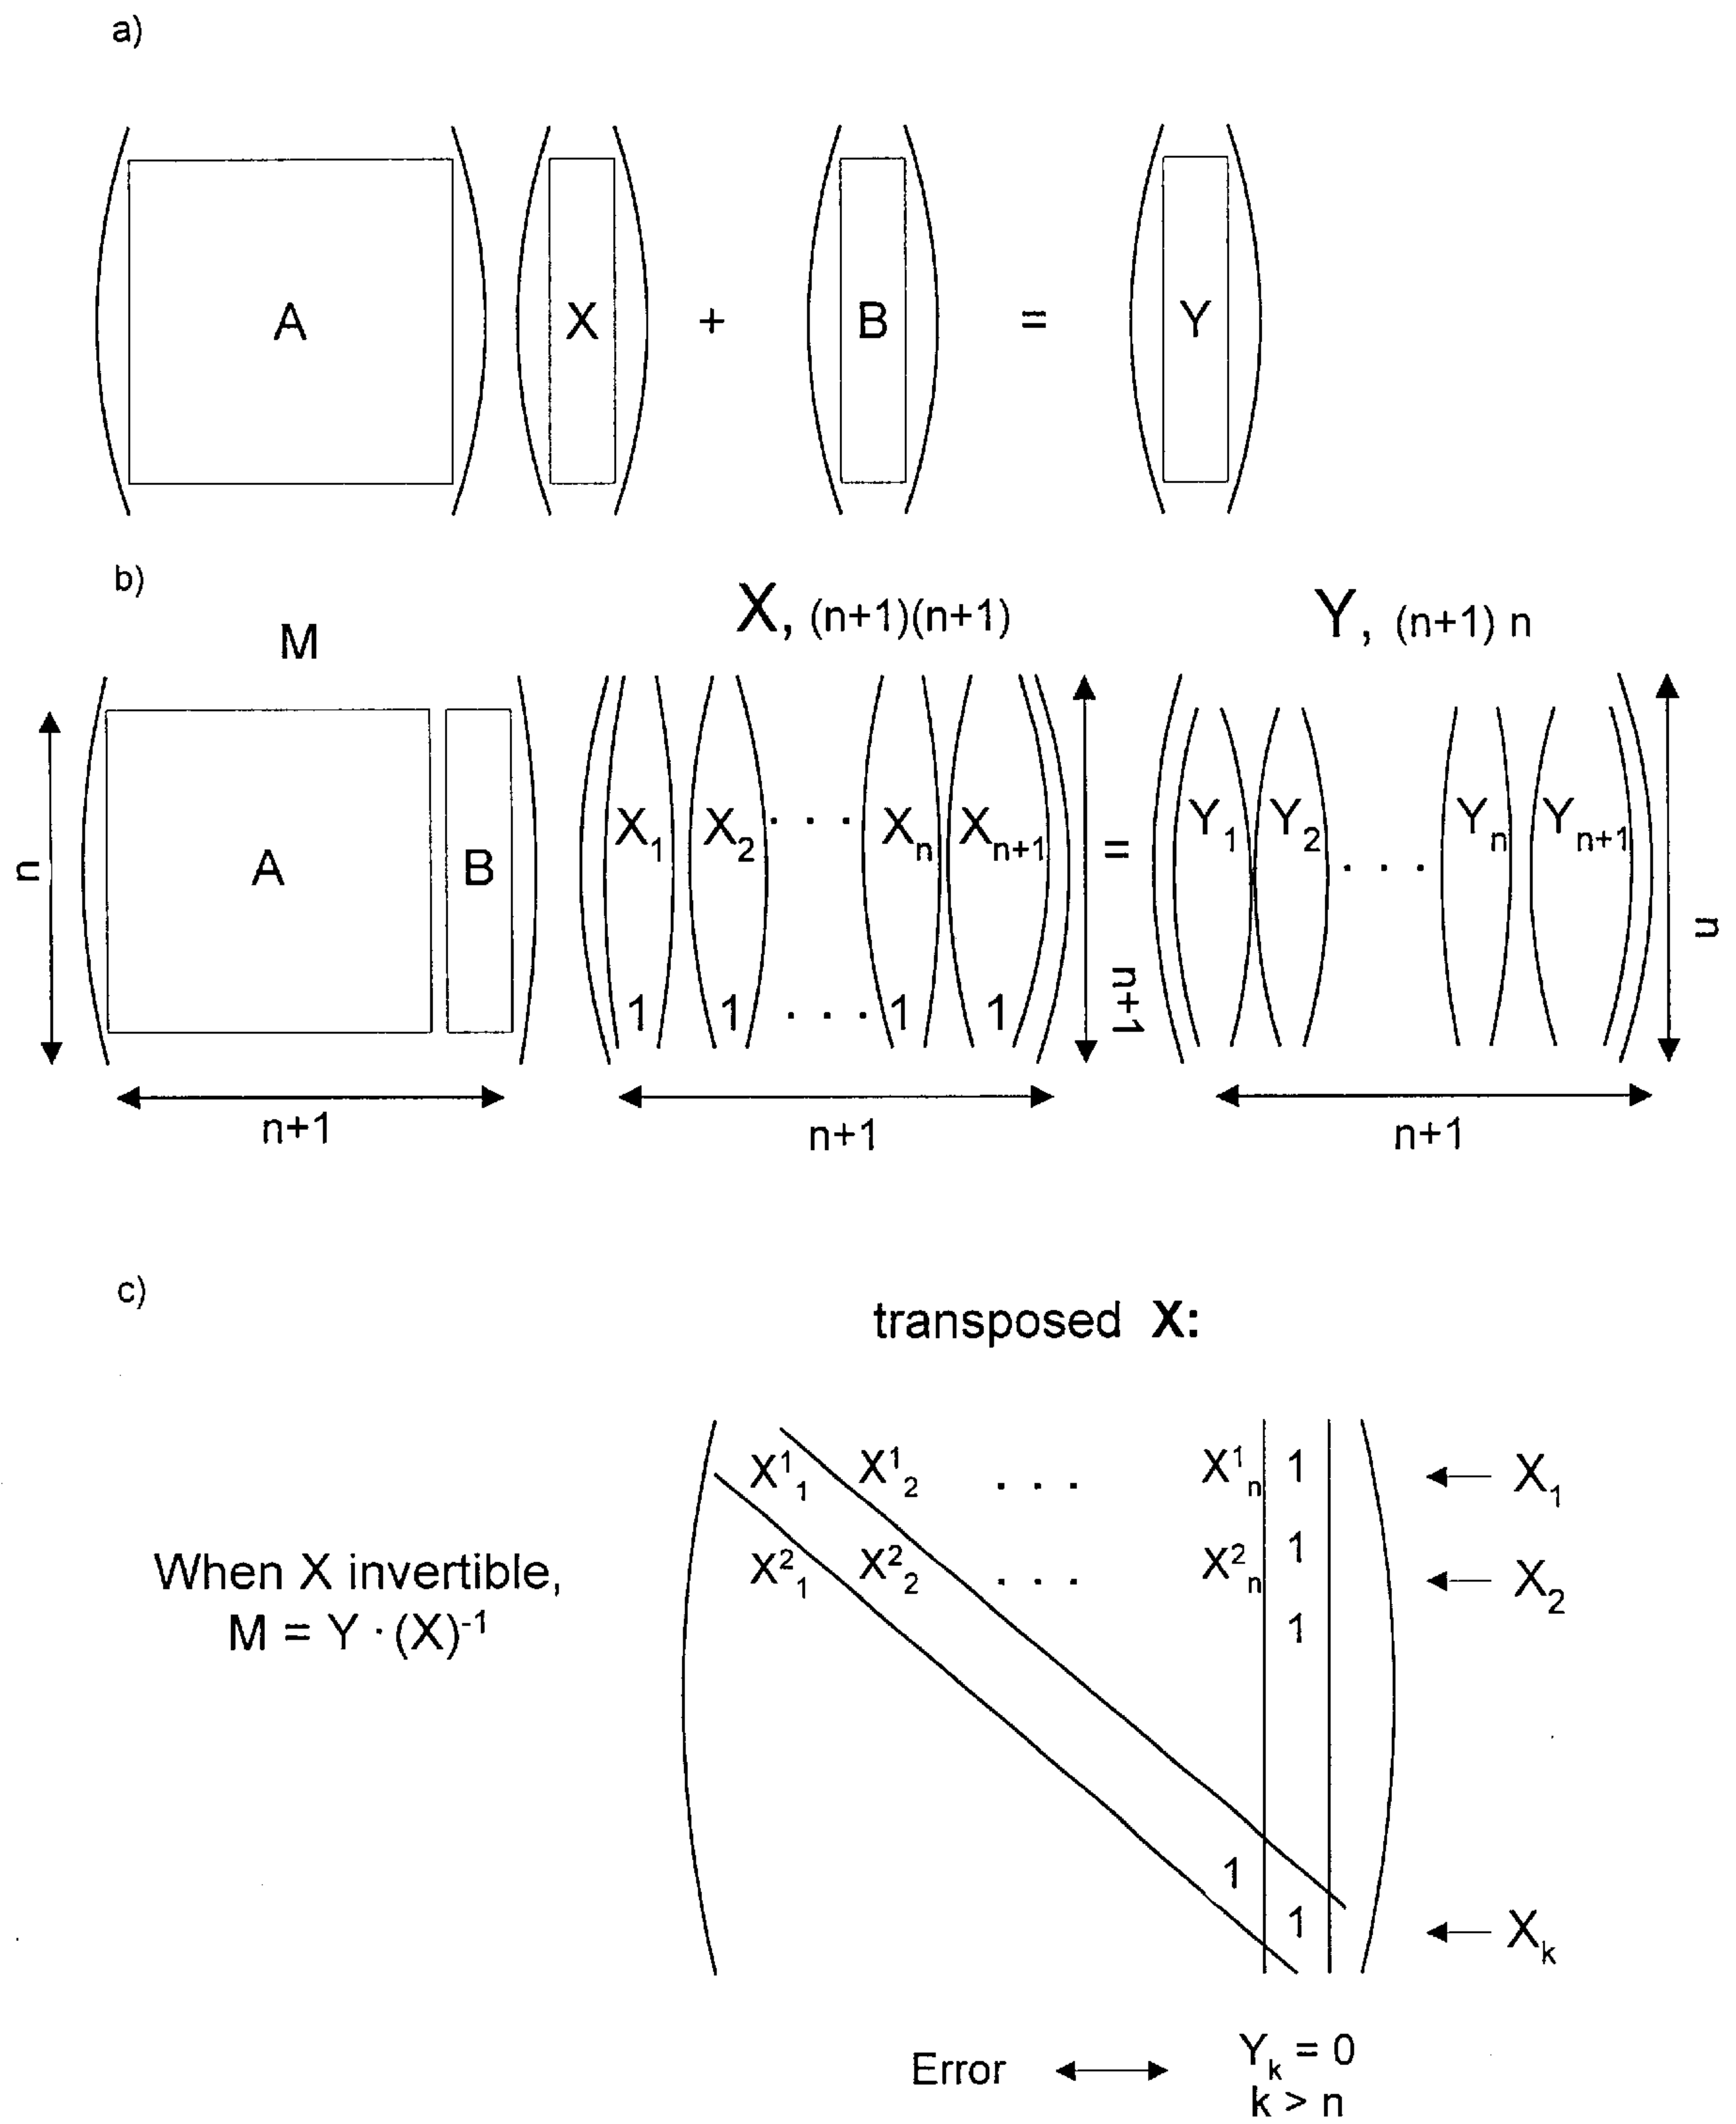 a)
A X + B = Y
b)
X, (n+1)(n+1)
Y, (n+1) n
M
n A B X₁ X₂ . . . Xₙ Xₙ₊₁ = Y₁ Y₂ . . . Yₙ Yₙ₊₁ n
1 1 . . . 1 1 n+1
n+1 n+1 n+1
c)
transposed X:
X¹₁ X¹₂ . . . X¹ₙ 1 X₁
X²₁ X²₂ . . . X²ₙ 1 X₂
When X invertible,
M = Y · (X)⁻¹
1
1
1 Xₖ
Error Yₖ = 0
k > n